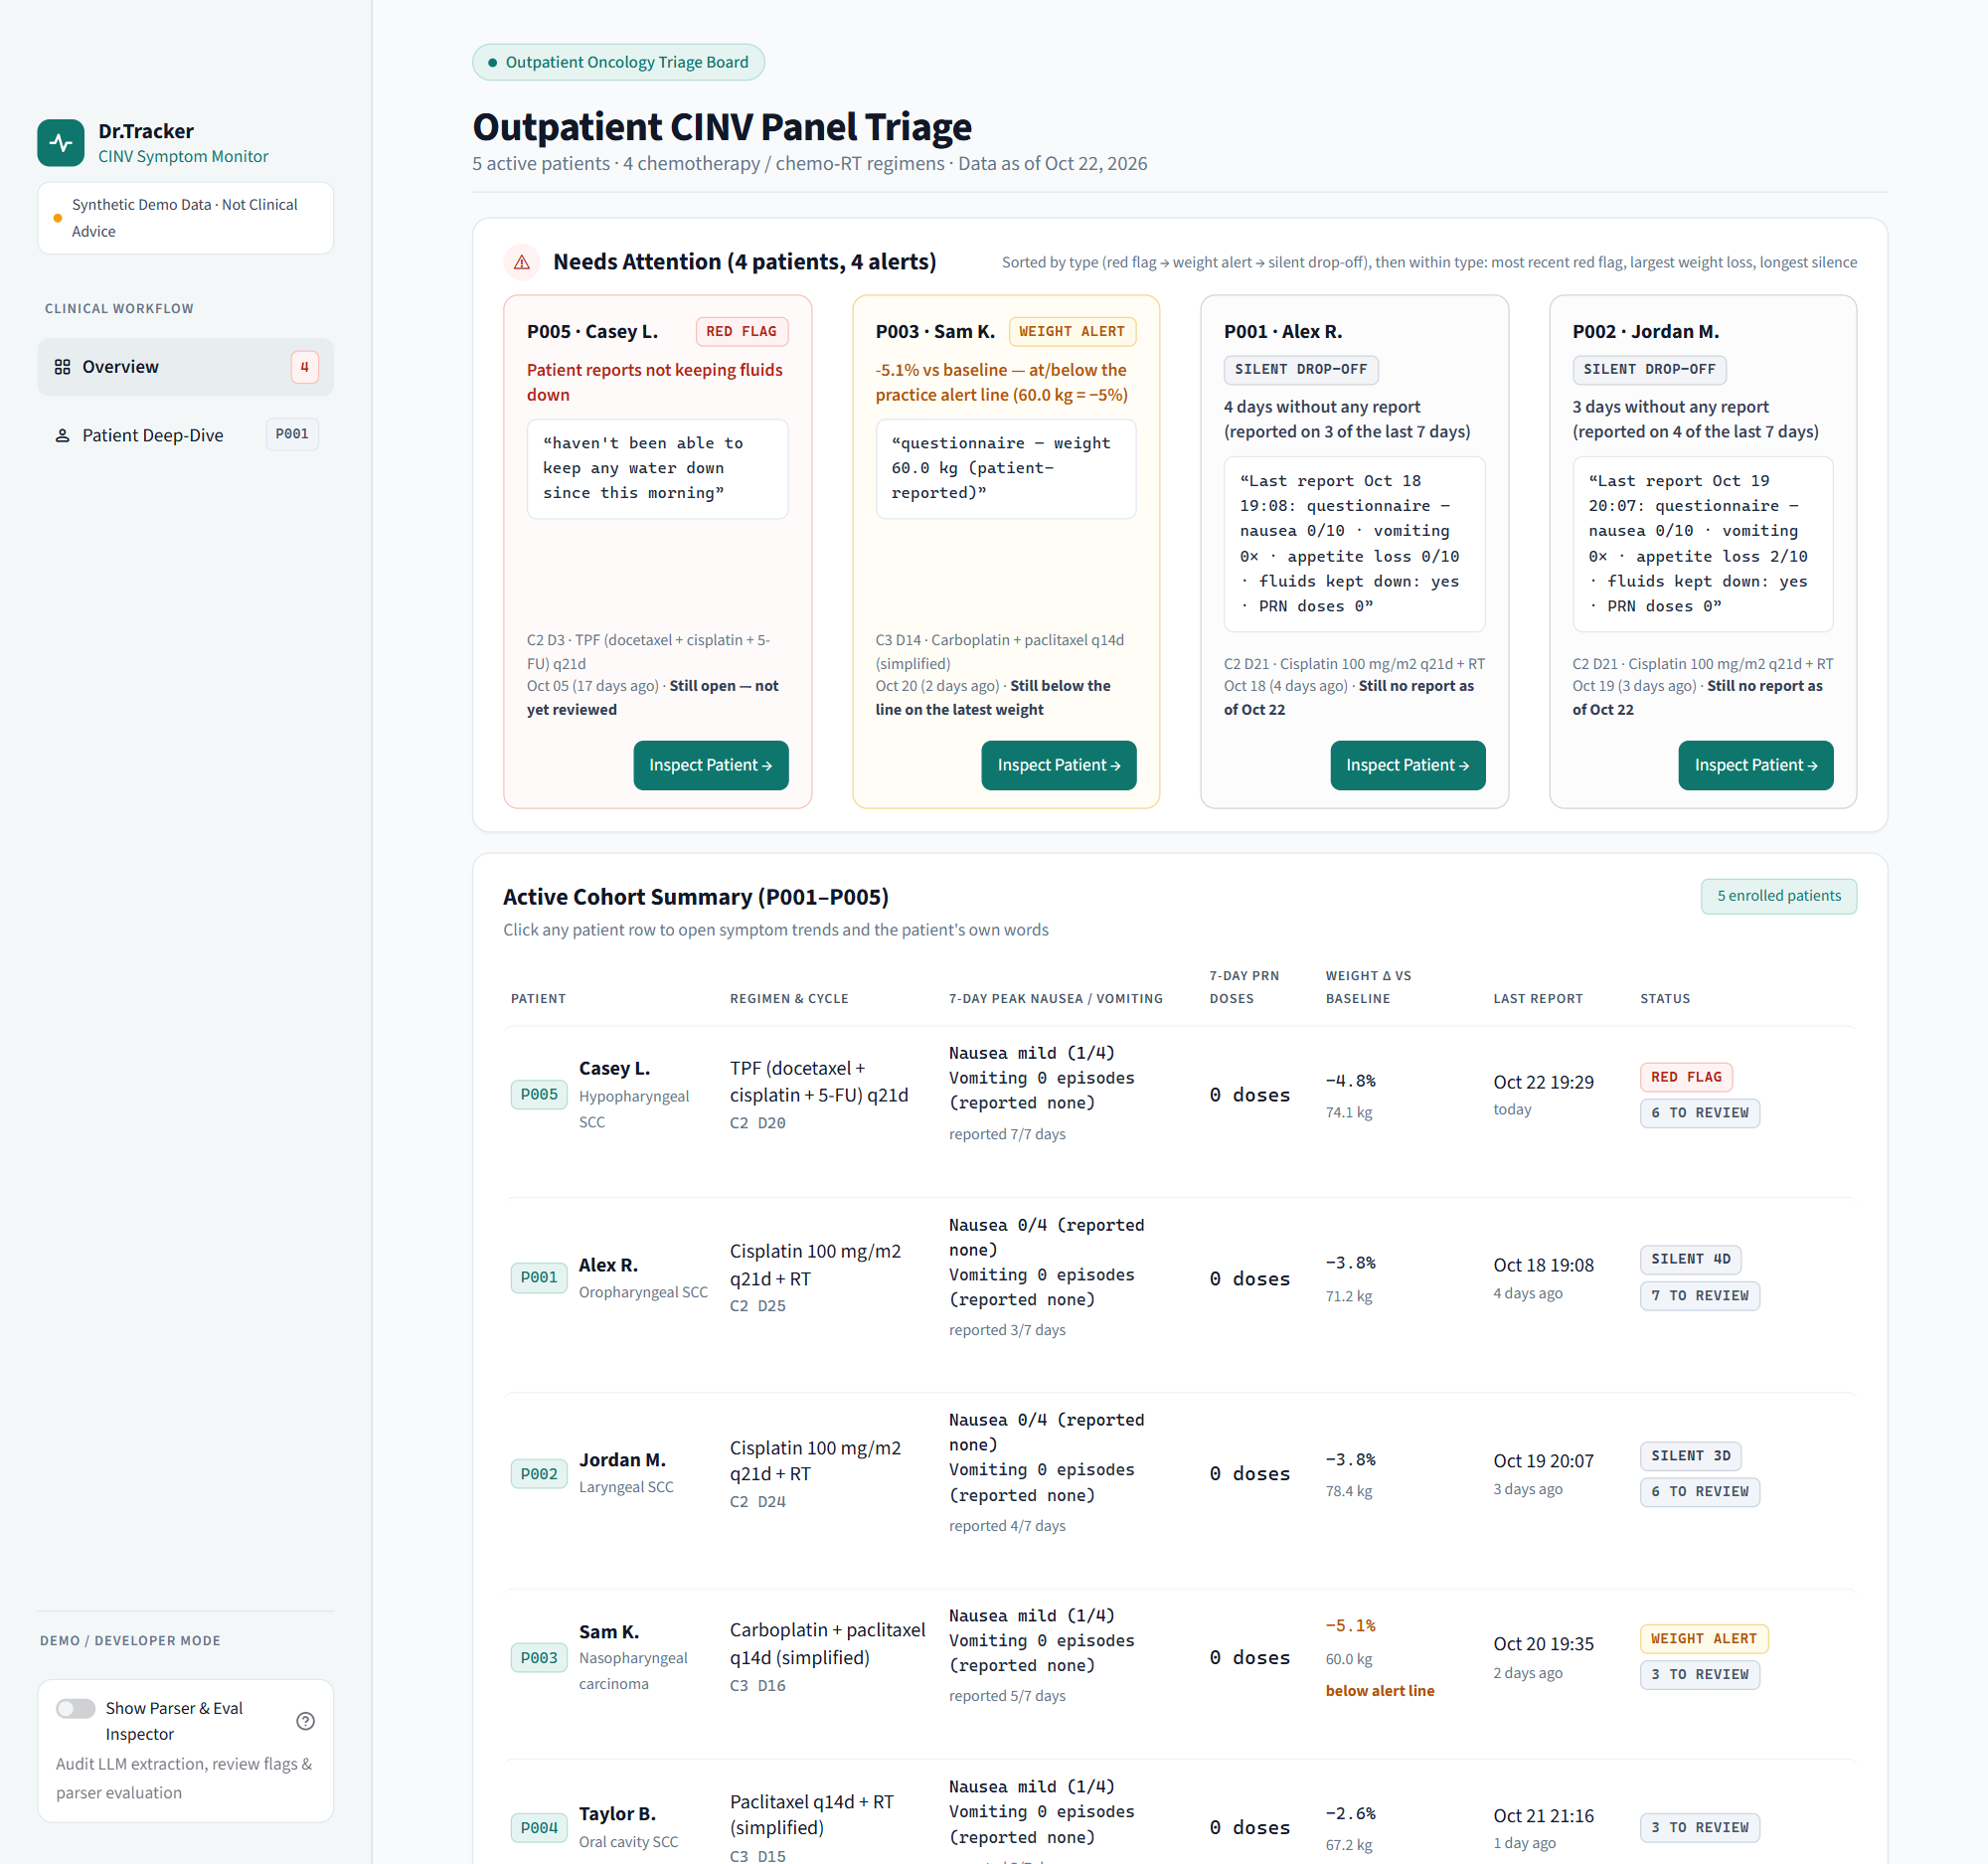 Dr.Tracker
CINV Symptom Monitor
Synthetic Demo Data · Not Clinical
Advice
CLINICAL WORKFLOW
Overview
4
Patient Deep-Dive
P001
DEMO / DEVELOPER MODE
Show Parser & Eval
Inspector
Audit LLM extraction, review flags &
parser evaluation
Outpatient Oncology Triage Board
Outpatient CINV Panel Triage
5 active patients · 4 chemotherapy / chemo-RT regimens · Data as of Oct 22, 2026
Needs Attention (4 patients, 4 alerts)
Sorted by type (red flag → weight alert → silent drop-off), then within type: most recent red flag, largest weight loss, longest silence
P005 · Casey L.
RED FLAG
Patient reports not keeping fluids
down
“haven't been able to
keep any water down
since this morning”
C2 D3 · TPF (docetaxel + cisplatin + 5-
FU) q21d
Oct 05 (17 days ago) · Still open — not
yet reviewed
Inspect Patient →
P003 · Sam K.
WEIGHT ALERT
-5.1% vs baseline — at/below the
practice alert line (60.0 kg = −5%)
“questionnaire — weight
60.0 kg (patient-
reported)”
C3 D14 · Carboplatin + paclitaxel q14d
(simplified)
Oct 20 (2 days ago) · Still below the
line on the latest weight
Inspect Patient →
P001 · Alex R.
SILENT DROP-OFF
4 days without any report
(reported on 3 of the last 7 days)
“Last report Oct 18
19:08: questionnaire —
nausea 0/10 · vomiting
0× · appetite loss 0/10
· fluids kept down: yes
· PRN doses 0”
C2 D21 · Cisplatin 100 mg/m2 q21d + RT
Oct 18 (4 days ago) · Still no report as
of Oct 22
Inspect Patient →
P002 · Jordan M.
SILENT DROP-OFF
3 days without any report
(reported on 4 of the last 7 days)
“Last report Oct 19
20:07: questionnaire —
nausea 0/10 · vomiting
0× · appetite loss 2/10
· fluids kept down: yes
· PRN doses 0”
C2 D21 · Cisplatin 100 mg/m2 q21d + RT
Oct 19 (3 days ago) · Still no report as
of Oct 22
Inspect Patient →
Active Cohort Summary (P001–P005)
5 enrolled patients
Click any patient row to open symptom trends and the patient's own words
PATIENT
REGIMEN & CYCLE
7-DAY PEAK NAUSEA / VOMITING
7-DAY PRN
DOSES
WEIGHT Δ VS
BASELINE
LAST REPORT
STATUS
P005
Casey L.
Hypopharyngeal
SCC
TPF (docetaxel +
cisplatin + 5-FU) q21d
C2 D20
Nausea mild (1/4)
Vomiting 0 episodes
(reported none)
reported 7/7 days
0 doses
−4.8%
74.1 kg
Oct 22 19:29
today
RED FLAG
6 TO REVIEW
P001
Alex R.
Oropharyngeal SCC
Cisplatin 100 mg/m2
q21d + RT
C2 D25
Nausea 0/4 (reported
none)
Vomiting 0 episodes
(reported none)
reported 3/7 days
0 doses
−3.8%
71.2 kg
Oct 18 19:08
4 days ago
SILENT 4D
7 TO REVIEW
P002
Jordan M.
Laryngeal SCC
Cisplatin 100 mg/m2
q21d + RT
C2 D24
Nausea 0/4 (reported
none)
Vomiting 0 episodes
(reported none)
reported 4/7 days
0 doses
−3.8%
78.4 kg
Oct 19 20:07
3 days ago
SILENT 3D
6 TO REVIEW
P003
Sam K.
Nasopharyngeal
carcinoma
Carboplatin + paclitaxel
q14d (simplified)
C3 D16
Nausea mild (1/4)
Vomiting 0 episodes
(reported none)
reported 5/7 days
0 doses
−5.1%
60.0 kg
below alert line
Oct 20 19:35
2 days ago
WEIGHT ALERT
3 TO REVIEW
P004
Taylor B.
Oral cavity SCC
Paclitaxel q14d + RT
(simplified)
C3 D15
Nausea mild (1/4)
Vomiting 0 episodes
(reported none)
0 doses
−2.6%
67.2 kg
Oct 21 21:16
1 day ago
3 TO REVIEW